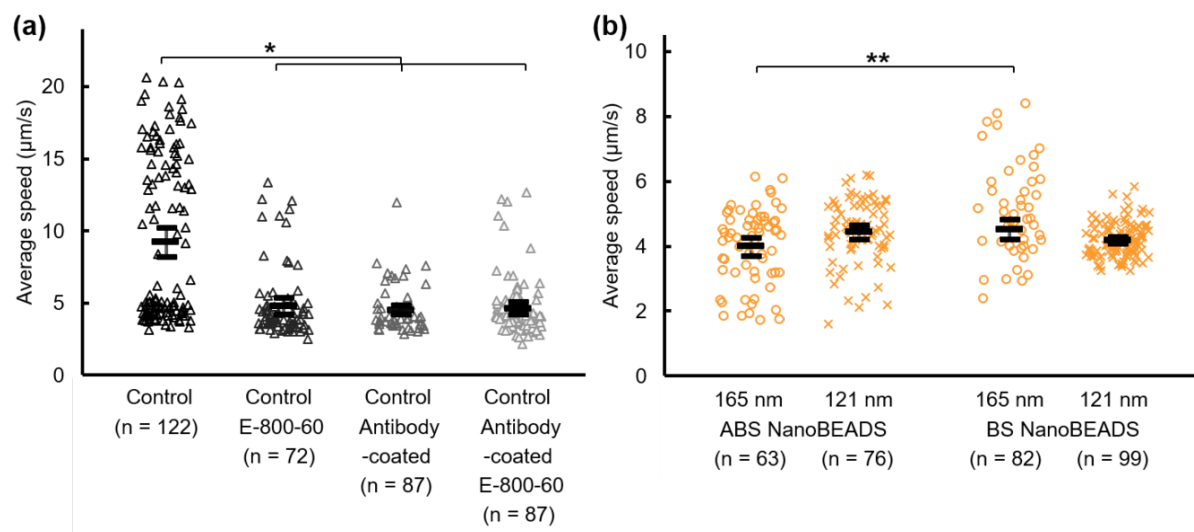 (a)
*
Average speed (µm/s)
20
15
10
5
0
Control
(n = 122)
Control
E-800-60
(n = 72)
Control
Antibody
-coated
(n = 87)
Control
Antibody
-coated
E-800-60
(n = 87)
(b)
**
Average speed (µm/s)
10
8
6
4
2
0
165 nm 121 nm
ABS NanoBEADS
(n = 63) (n = 76)
165 nm 121 nm
BS NanoBEADS
(n = 82) (n = 99)